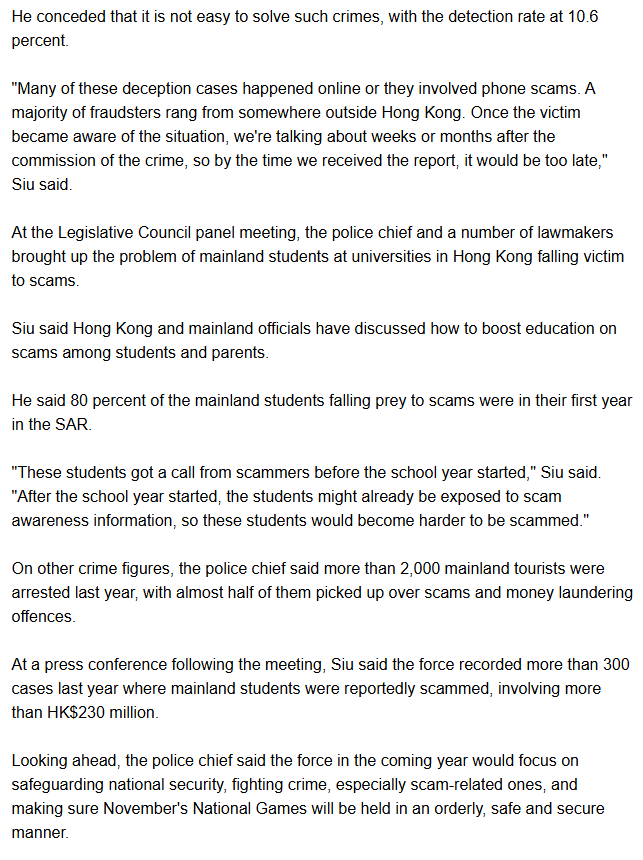 He conceded that it is not easy to solve such crimes, with the detection rate at 10.6
percent.
"Many of these deception cases happened online or they involved phone scams. A
majority of fraudsters rang from somewhere outside Hong Kong. Once the victim
became aware of the situation, we're talking about weeks or months after the
commission of the crime, so by the time we received the report, it would be too late,"
Siu said.
At the Legislative Council panel meeting, the police chief and a number of lawmakers
brought up the problem of mainland students at universities in Hong Kong falling victim
to scams.
Siu said Hong Kong and mainland officials have discussed how to boost education on
scams among students and parents.
He said 80 percent of the mainland students falling prey to scams were in their first year
in the SAR.
"These students got a call from scammers before the school year started," Siu said.
"After the school year started, the students might already be exposed to scam
awareness information, so these students would become harder to be scammed."
On other crime figures, the police chief said more than 2,000 mainland tourists were
arrested last year, with almost half of them picked up over scams and money laundering
offences.
At a press conference following the meeting, Siu said the force recorded more than 300
cases last year where mainland students were reportedly scammed, involving more
than HK$230 million.
Looking ahead, the police chief said the force in the coming year would focus on
safeguarding national security, fighting crime, especially scam-related ones, and
making sure November's National Games will be held in an orderly, safe and secure
manner.